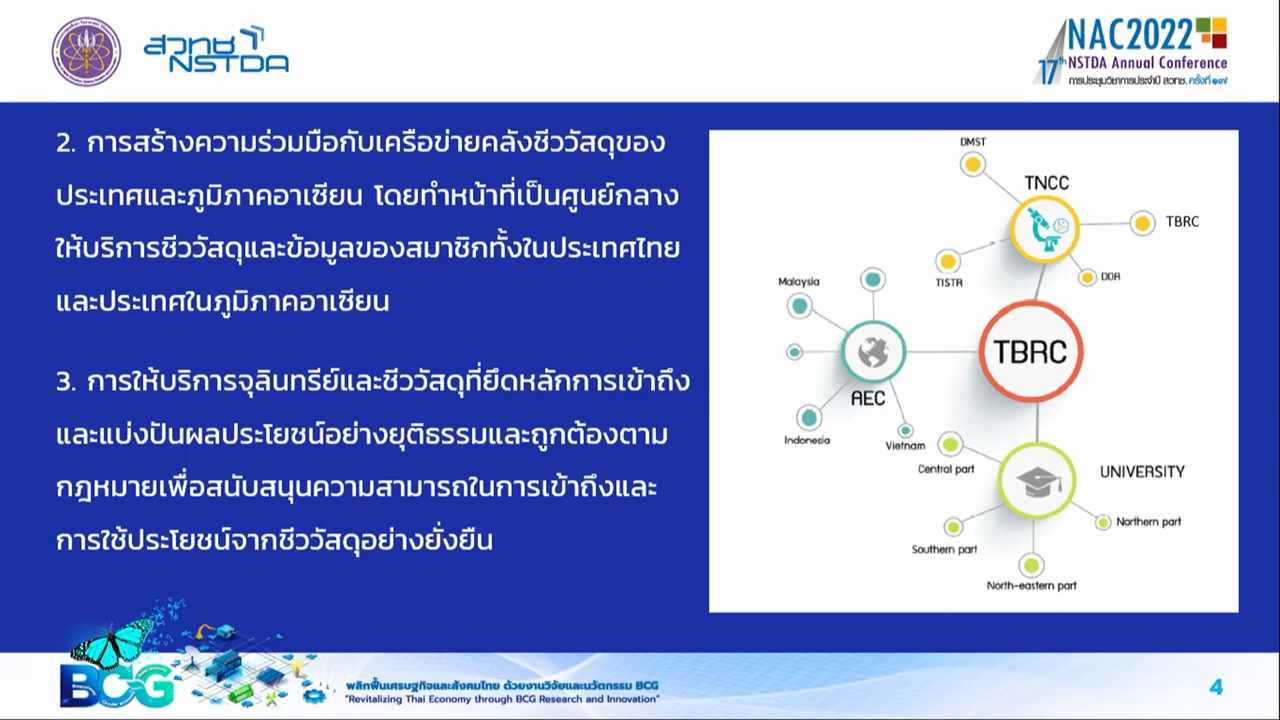 สวทช
NSTDA
NAC2022
17th NSTDA Annual Conference
การประชุมวิชาการประจำปี สวทช. ครั้งที่ ๑๗
2. การสร้างความร่วมมือกับเครือข่ายคลังชีววัสดุของ
ประเทศและภูมิภาคอาเซียน โดยทำหน้าที่เป็นศูนย์กลาง
ให้บริการชีววัสดุและข้อมูลของสมาชิกทั้งในประเทศไทย
และประเทศในภูมิภาคอาเซียน
3. การให้บริการจุลินทรีย์และชีววัสดุที่ยึดหลักการเข้าถึง
และแบ่งปันผลประโยชน์อย่างยุติธรรมและถูกต้องตาม
กฎหมายเพื่อสนับสนุนความสามารถในการเข้าถึงและ
การใช้ประโยชน์จากชีววัสดุอย่างยั่งยืน
DMST
TNCC
TBRC
TISTR
DOA
Malaysia
TBRC
AEC
Indonesia
Vietnam
Central part
UNIVERSITY
Northern part
Southern part
North-eastern part
BCG
พลิกฟื้นเศรษฐกิจและสังคมไทย ด้วยงานวิจัยและนวัตกรรม BCG
"Revitalizing Thai Economy through BCG Research and Innovation"
4